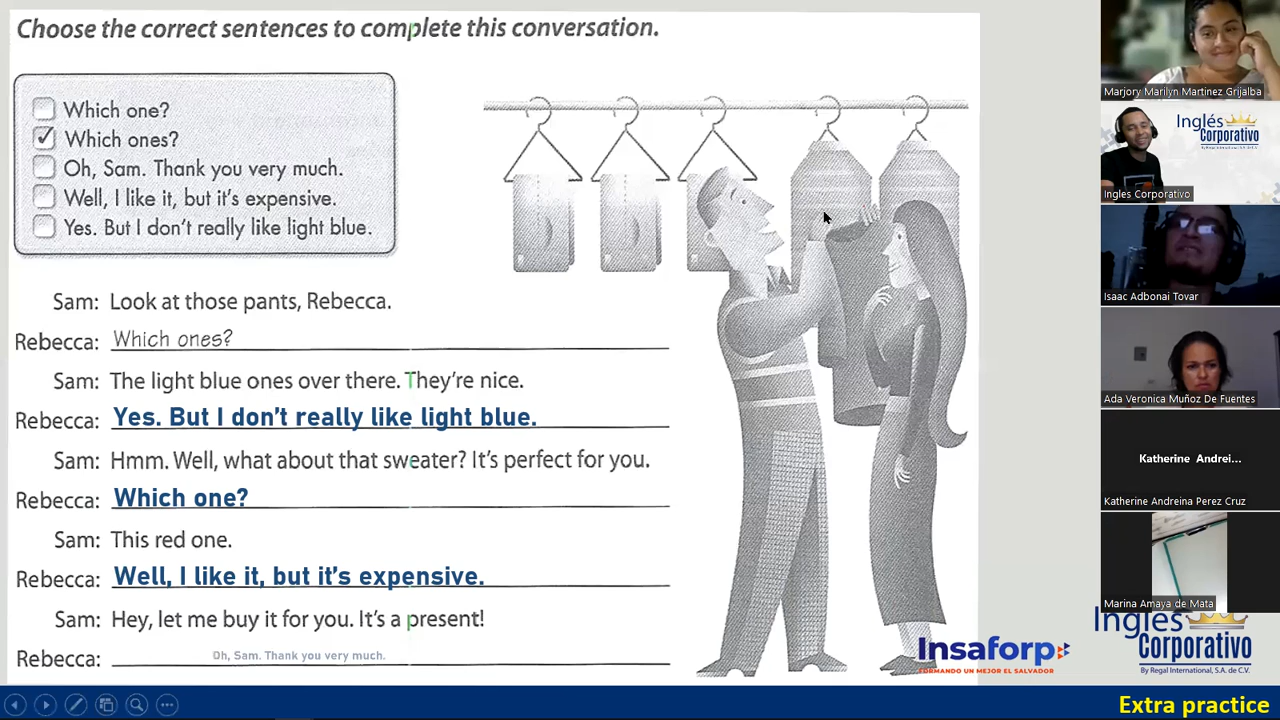 Choose the correct sentences to complete this conversation.
Which one?
Which ones?
Oh, Sam. Thank you very much.
Well, I like it, but it's expensive.
Yes. But I don't really like light blue.
Sam: Look at those pants, Rebecca.
Rebecca: Which ones?
Sam: The light blue ones over there. They're nice.
Rebecca: Yes. But I don't really like light blue.
Sam: Hmm. Well, what about that sweater? It's perfect for you.
Rebecca: Which one?
Sam: This red one.
Rebecca: Well, I like it, but it's expensive.
Sam: Hey, let me buy it for you. It's a present!
Rebecca: Oh, Sam. Thank you very much.
Insaforp
FORMANDO UN MEJOR EL SALVADOR
Inglés
Corporativo
By Regal International, S.A. de C.V.
Extra practice
Marjory Marilyn Martinez Grijalba
Inglés
Corporativo
By Regal International, S.A. de C.V.
Ingles Corporativo
Isaac Adbonai Tovar
Ada Veronica Muñoz De Fuentes
Katherine Andrei...
Katherine Andreina Perez Cruz
Marina Amaya de Mata